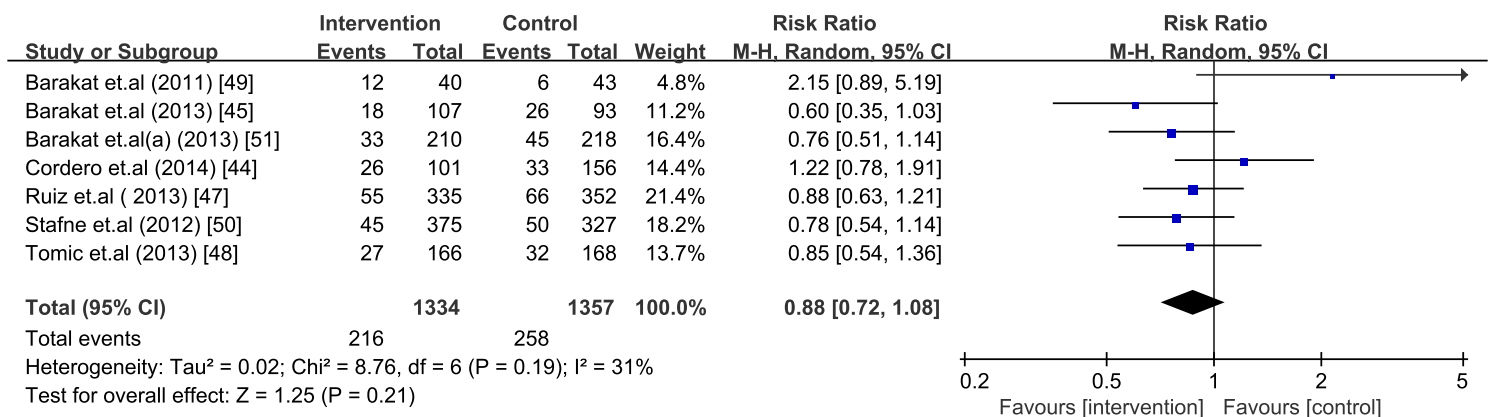 Intervention Control Risk Ratio Risk Ratio
Study or Subgroup Events Total Events Total Weight M-H, Random, 95% CI M-H, Random, 95% CI
Barakat et.al (2011) [49] 12 40 6 43 4.8% 2.15 [0.89, 5.19]
Barakat et.al (2013) [45] 18 107 26 93 11.2% 0.60 [0.35, 1.03]
Barakat et.al(a) (2013) [51] 33 210 45 218 16.4% 0.76 [0.51, 1.14]
Cordero et.al (2014) [44] 26 101 33 156 14.4% 1.22 [0.78, 1.91]
Ruiz et.al ( 2013) [47] 55 335 66 352 21.4% 0.88 [0.63, 1.21]
Stafne et.al (2012) [50] 45 375 50 327 18.2% 0.78 [0.54, 1.14]
Tomic et.al (2013) [48] 27 166 32 168 13.7% 0.85 [0.54, 1.36]
Total (95% CI) 1334 1357 100.0% 0.88 [0.72, 1.08]
Total events 216 258
Heterogeneity: Tau² = 0.02; Chi² = 8.76, df = 6 (P = 0.19); I² = 31%
Test for overall effect: Z = 1.25 (P = 0.21)
0.2 0.5 1 2 5
Favours [intervention] Favours [control]